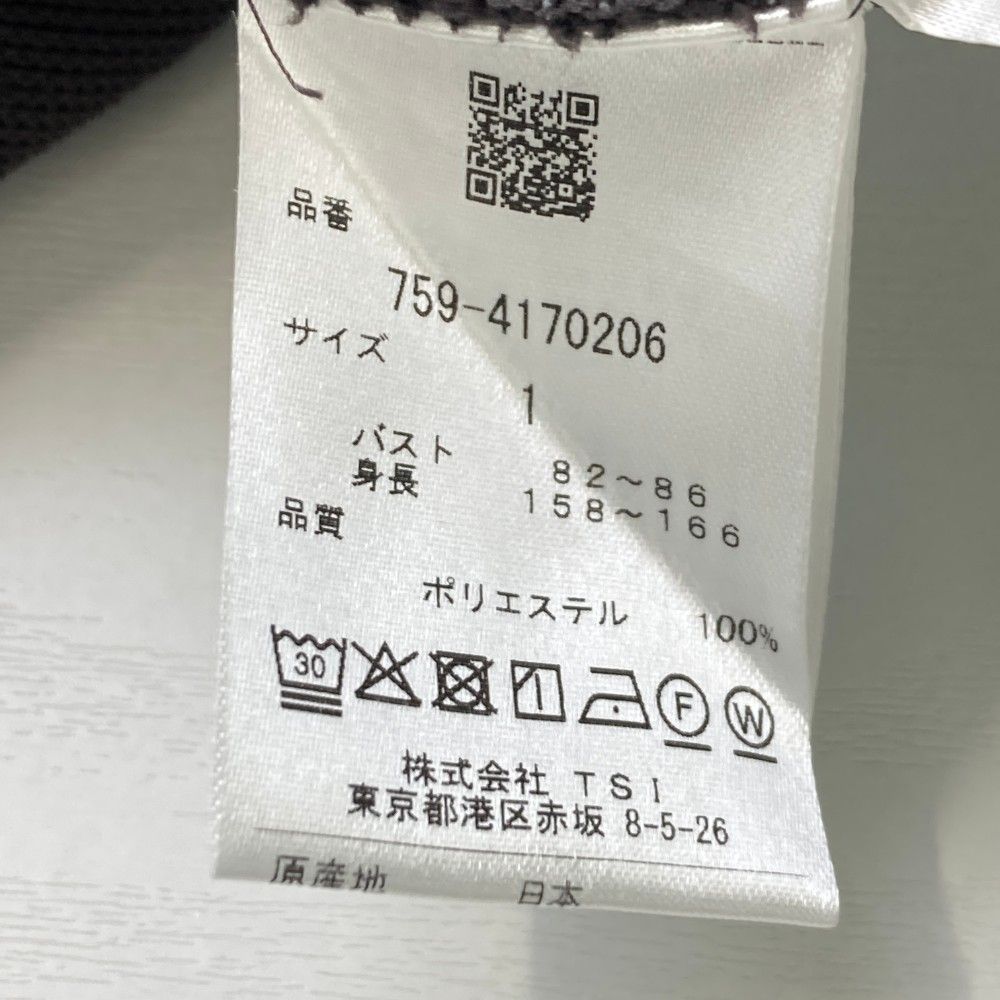 品番
759-4170206
サイズ
1
バスト 82～86
身長 158～166
品質
ポリエステル 100%
30
F W
株式会社 TSI
東京都港区赤坂 8-5-26
原産地 日本